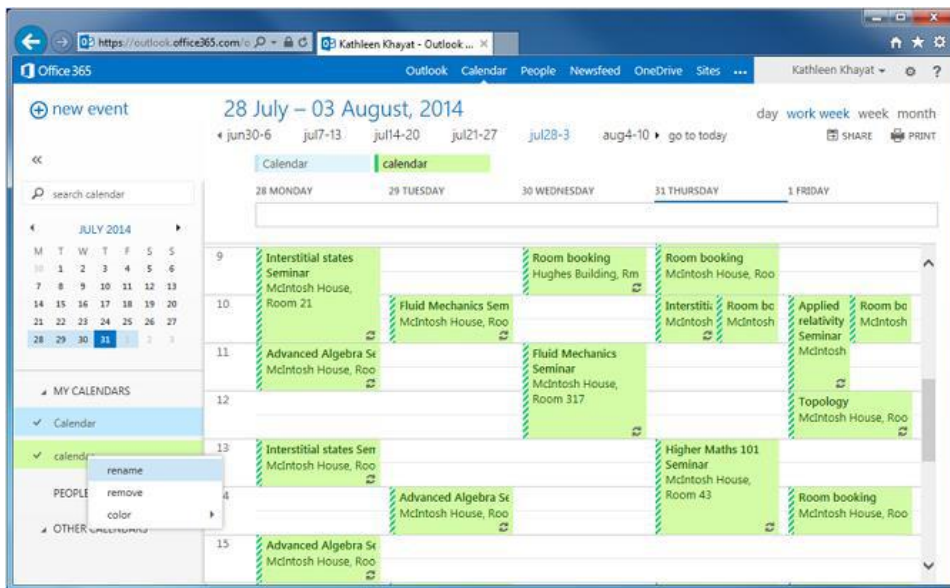 https://outlook.office365.com/o
Kathleen Khayat - Outlook ...
Office 365
Outlook Calendar People Newsfeed OneDrive Sites ...
Kathleen Khayat
?
new event
28 July – 03 August, 2014
day work week week month
jun30-6 jul7-13 jul14-20 jul21-27 jul28-3 aug4-10 go to today
SHARE PRINT
Calendar calendar
search calendar
28 MONDAY 29 TUESDAY 30 WEDNESDAY 31 THURSDAY 1 FRIDAY
JULY 2014
M T W T F S S
1 2 3 4 5 6
7 8 9 10 11 12 13
14 15 16 17 18 19 20
21 22 23 24 25 26 27
28 29 30 31 1 2 3
MY CALENDARS
Calendar
calenda
rename
remove
color
PEOPLE
OTHER CALENDARS
9
Interstitial states
Seminar
McIntosh House,
Room 21
Room booking
Hughes Building, Rm
Room booking
McIntosh House, Roo
10
Fluid Mechanics Sem
McIntosh House, Roo
Interstiti
McIntosh
Room bo
McIntosh
Applied
relativity
Seminar
McIntosh
Room bo
McIntosh
11
Advanced Algebra Se
McIntosh House, Roo
Fluid Mechanics
Seminar
McIntosh House,
Room 317
12
Topology
McIntosh House, Roo
13
Interstitial states Sem
McIntosh House, Roo
Higher Maths 101
Seminar
McIntosh House,
Room 43
4
Advanced Algebra Se
McIntosh House, Roo
Room booking
McIntosh House, Roo
15
Advanced Algebra Se
McIntosh House, Roo